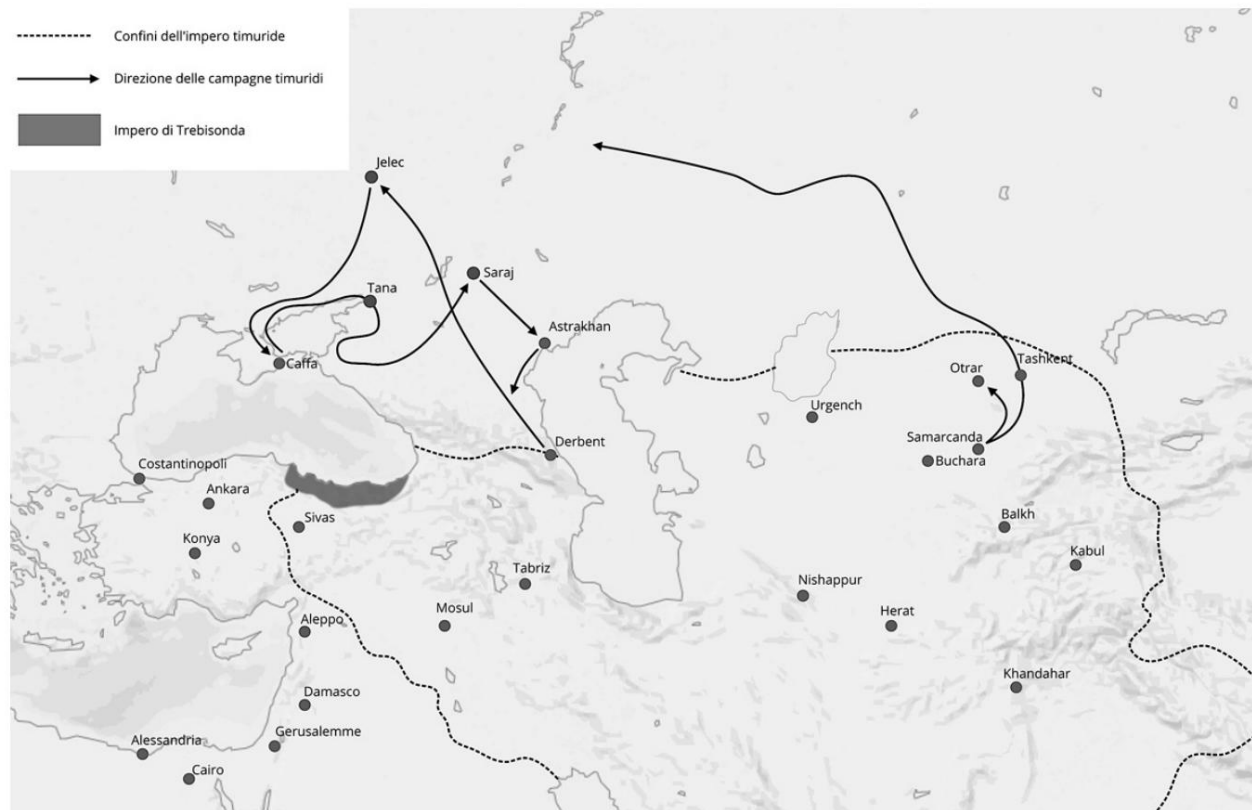 Confini dell'impero timuride
Direzione delle campagne timuridi
Impero di Trebisonda
Jelec
Saraj
Tana
Astrakhan
Caffa
Tashkent
Otrar
Urgench
Samarcanda
Derbent
Buchara
Costantinopoli
Ankara
Sivas
Balkh
Konya
Kabul
Tabriz
Nishappur
Mosul
Herat
Aleppo
Khandahar
Damasco
Gerusalemme
Alessandria
Cairo